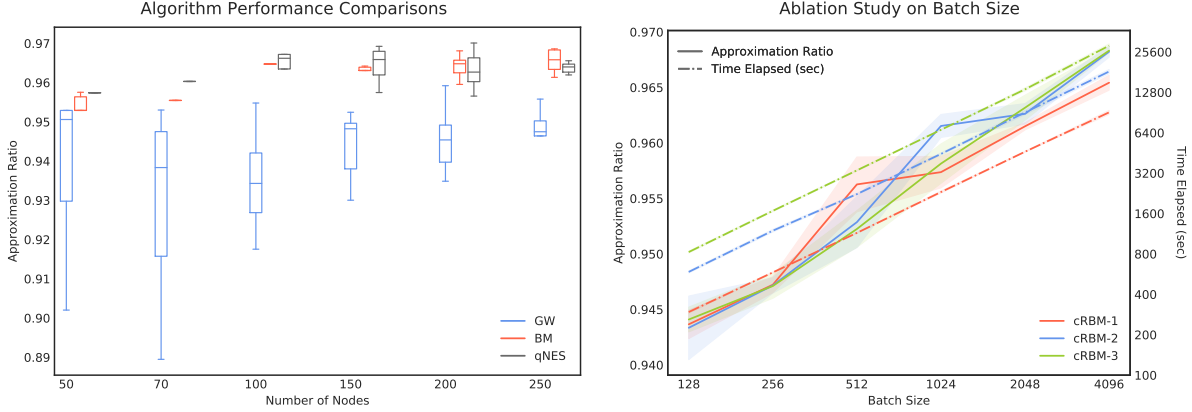 Algorithm Performance Comparisons
Approximation Ratio
0.97
0.96
0.95
0.94
0.93
0.92
0.91
0.90
0.89
GW
BM
qNES
50 70 100 150 200 250
Number of Nodes
Ablation Study on Batch Size
Approximation Ratio
0.970
0.965
0.960
0.955
0.950
0.945
0.940
Approximation Ratio
Time Elapsed (sec)
cRBM-1
cRBM-2
cRBM-3
25600
12800
6400
3200
1600
800
400
200
100
Time Elapsed (sec)
128 256 512 1024 2048 4096
Batch Size